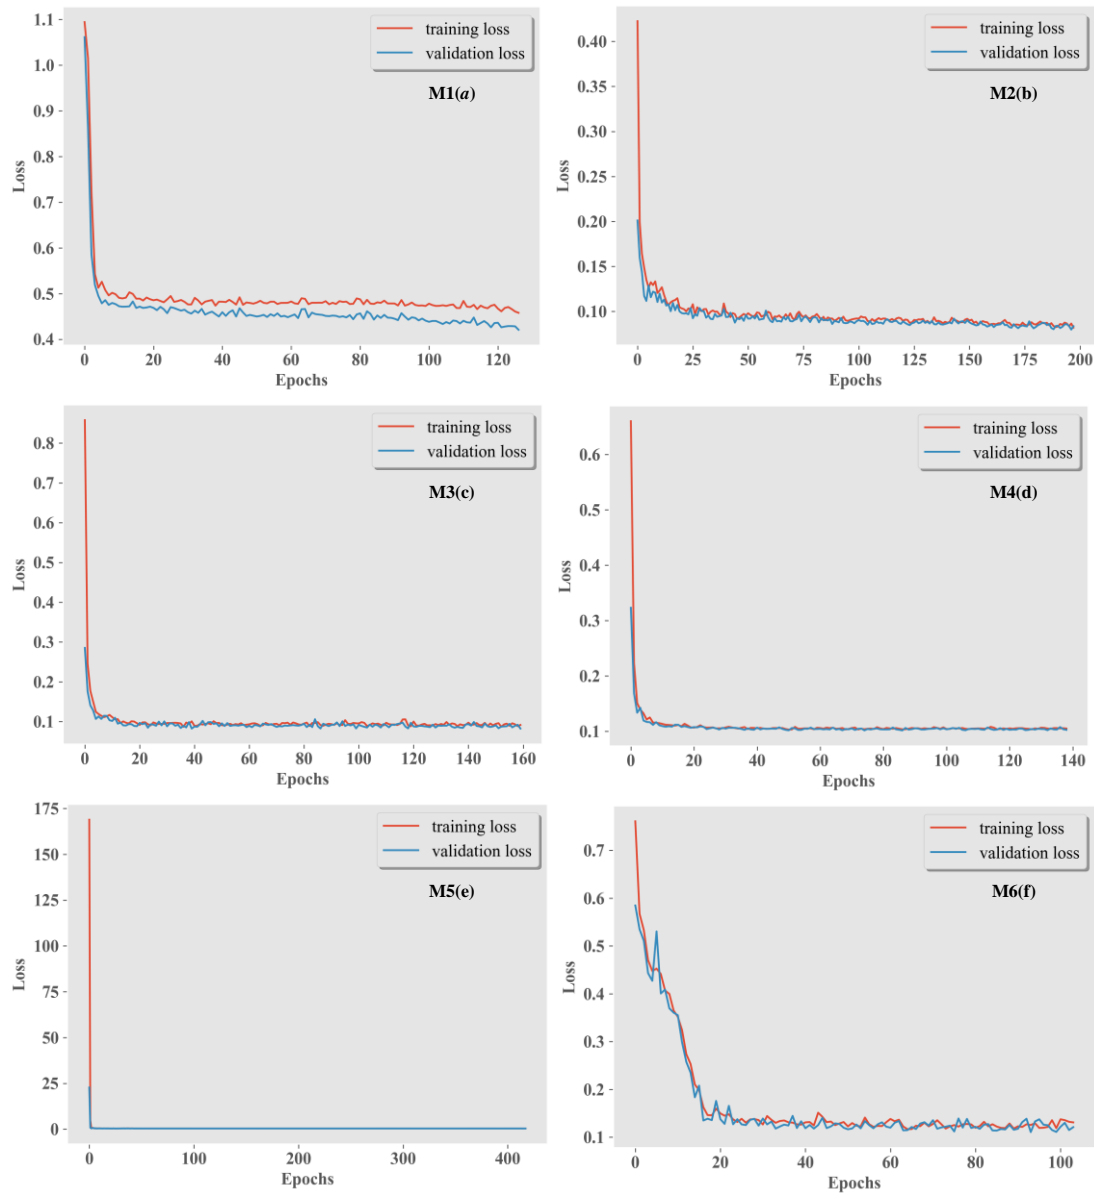 1.1
1.0
0.9
0.8
0.7
0.6
0.5
0.4
Loss
training loss
validation loss
M1(a)
0 20 40 60 80 100 120
Epochs
0.40
0.35
0.30
0.25
0.20
0.15
0.10
Loss
training loss
validation loss
M2(b)
0 25 50 75 100 125 150 175 200
Epochs
0.8
0.7
0.6
0.5
0.4
0.3
0.2
0.1
Loss
training loss
validation loss
M3(c)
0 20 40 60 80 100 120 140 160
Epochs
0.6
0.5
0.4
0.3
0.2
0.1
Loss
training loss
validation loss
M4(d)
0 20 40 60 80 100 120 140
Epochs
175
150
125
100
75
50
25
0
Loss
training loss
validation loss
M5(e)
0 100 200 300 400
Epochs
0.7
0.6
0.5
0.4
0.3
0.2
0.1
Loss
training loss
validation loss
M6(f)
0 20 40 60 80 100
Epochs